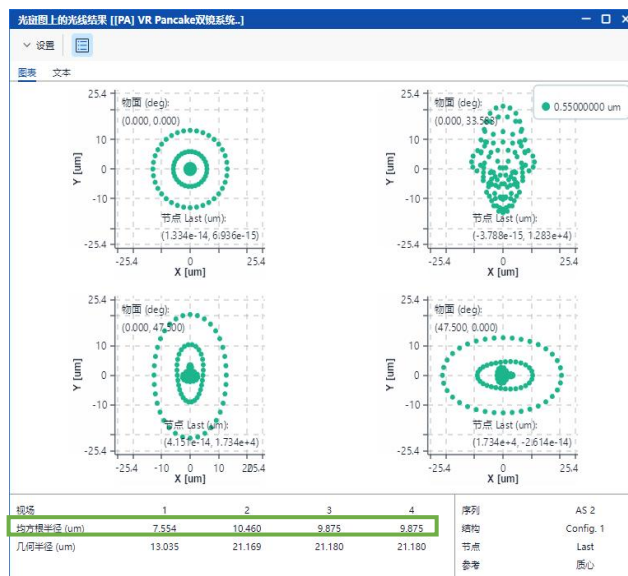 光斑图上的光线结果 [[PA] VR Pancake双镜系统..]
设置
图表 文本
0.55000000 um
25.4
10
0
-10
-25.4
Y [um]
物面 (deg):
(0.000, 0.000)
节点 Last (um):
(1.334e-14, 6.936e-15)
-25.4 0 25.4
X [um]
25.4
10
0
-10
-25.4
Y [um]
物面 (deg):
(0.000, 33.588)
节点 Last (um):
(-3.788e-15, 1.283e+4)
-25.4 0 25.4
X [um]
25.4
10
0
-10
-25.4
Y [um]
物面 (deg):
(0.000, 47.500)
节点 Last (um):
(4.151e-14, 1.734e+4)
-25.4 -10 0 10 20 25.4
X [um]
25.4
10
0
-10
-25.4
Y [um]
物面 (deg):
(47.500, 0.000)
节点 Last (um):
(1.734e+4, -2.614e-14)
-25.4 0 25.4
X [um]
视场 1 2 3 4
均方根半径 (um) 7.554 10.460 9.875 9.875
几何半径 (um) 13.035 21.169 21.180 21.180
序列 AS 2
结构 Config. 1
节点 Last
参考 质心